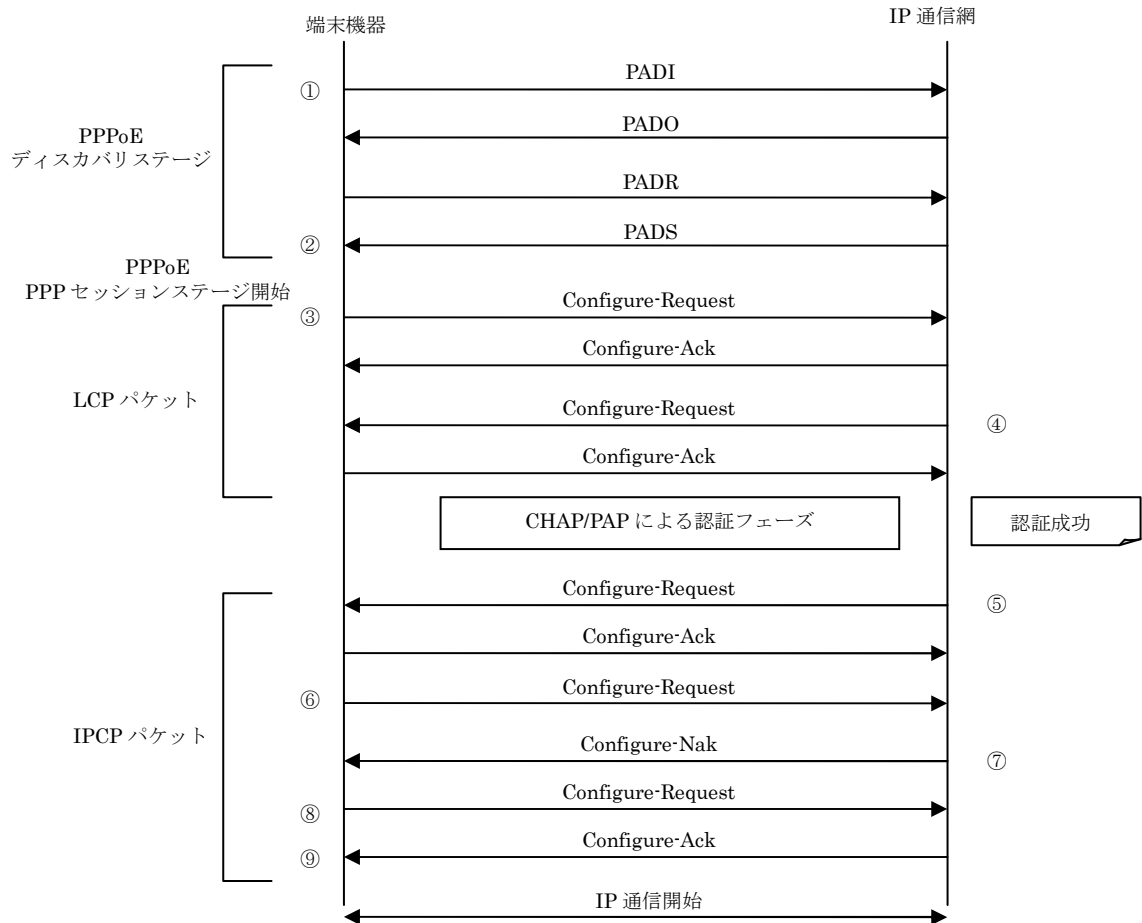 端末機器
IP 通信網
PPPoE
ディスカバリステージ
①
PADI
PADO
PADR
②
PADS
PPPoE
PPP セッションステージ開始
LCP パケット
③
Configure-Request
Configure-Ack
Configure-Request
④
Configure-Ack
CHAP/PAP による認証フェーズ
認証成功
IPCP パケット
Configure-Request
⑤
Configure-Ack
⑥
Configure-Request
Configure-Nak
⑦
⑧
Configure-Request
⑨
Configure-Ack
IP 通信開始